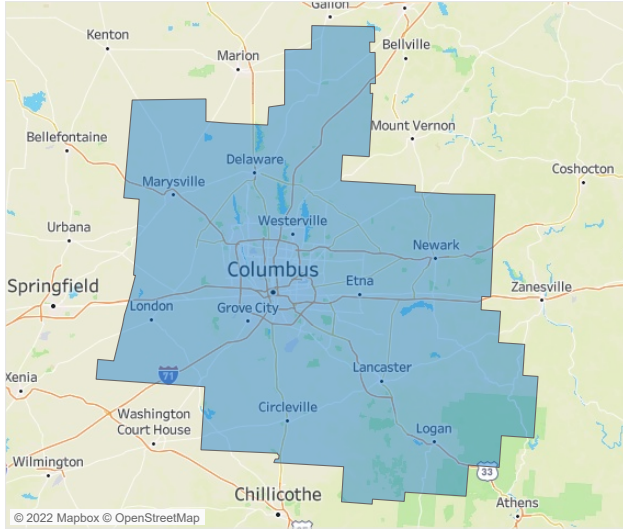 Galion
Kenton
Bellville
Marion
Mount Vernon
Bellefontaine
Delaware
Coshocton
Marysville
Urbana
Westerville
Newark
Columbus
Springfield
Etna
Zanesville
London
Grove City
71
Lancaster
Xenia
Washington
Court House
Circleville
Logan
Wilmington
33
Chillicothe
Athens
© 2022 Mapbox © OpenStreetMap